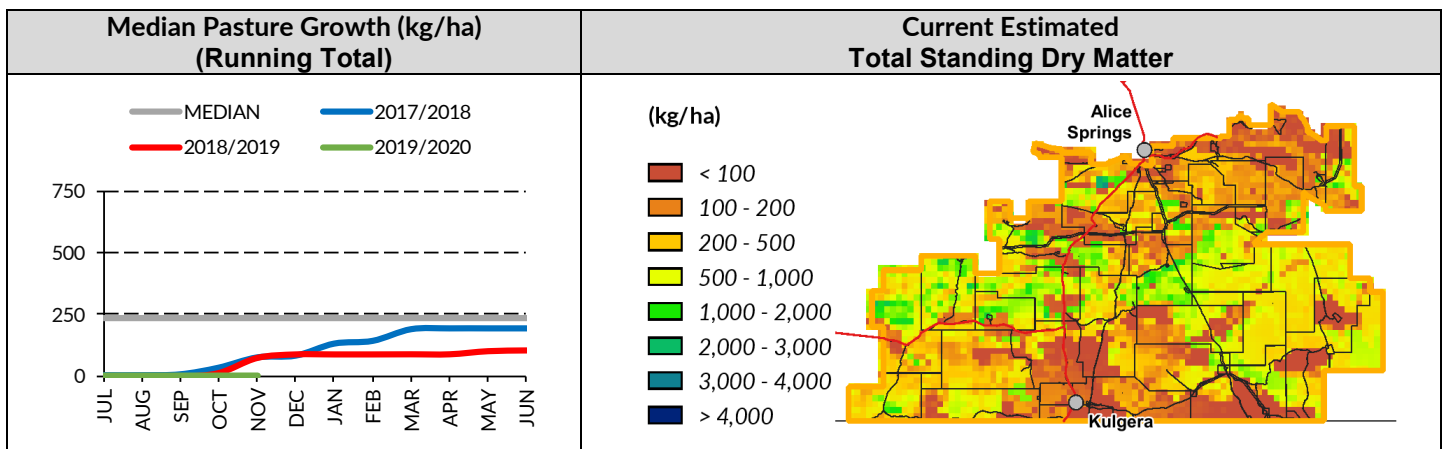 Median Pasture Growth (kg/ha)
(Running Total)
Current Estimated
Total Standing Dry Matter
MEDIAN
2017/2018
2018/2019
2019/2020
750
500
250
0
JUL
AUG
SEP
OCT
NOV
DEC
JAN
FEB
MAR
APR
MAY
JUN
(kg/ha)
< 100
100 - 200
200 - 500
500 - 1,000
1,000 - 2,000
2,000 - 3,000
3,000 - 4,000
> 4,000
Alice
Springs
Kulgera